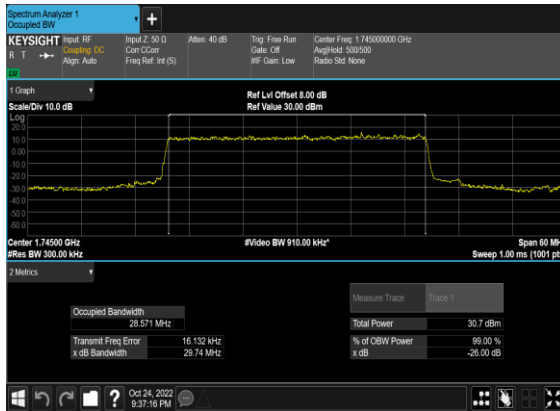 Spectrum Analyzer 1
Occupied BW
+
KEYSIGHT Input: RF Input Z: 50 Ω Atten: 40 dB Trig: Free Run Center Freq: 1.745000000 GHz
R T Coupling: DC Corr CCorr Gate: Off Avg|Hold: 500/500
Align: Auto Freq Ref: Int (S) #IF Gain: Low Radio Std: None
1 Graph
Ref Lvl Offset 8.00 dB
Scale/Div 10.0 dB Ref Value 30.00 dBm
Log
20.0
10.0
0.00
-10.0
-20.0
-30.0
-40.0
-50.0
-60.0
Center 1.74500 GHz #Video BW 910.00 kHz* Span 60 MH
#Res BW 300.00 kHz Sweep 1.00 ms (1001 pt
2 Metrics
Measure Trace Trace 1
Occupied Bandwidth
28.571 MHz Total Power 30.7 dBm
Transmit Freq Error 16.132 kHz % of OBW Power 99.00 %
x dB Bandwidth 29.74 MHz x dB -26.00 dB
? Oct 24, 2022
9:37:16 PM